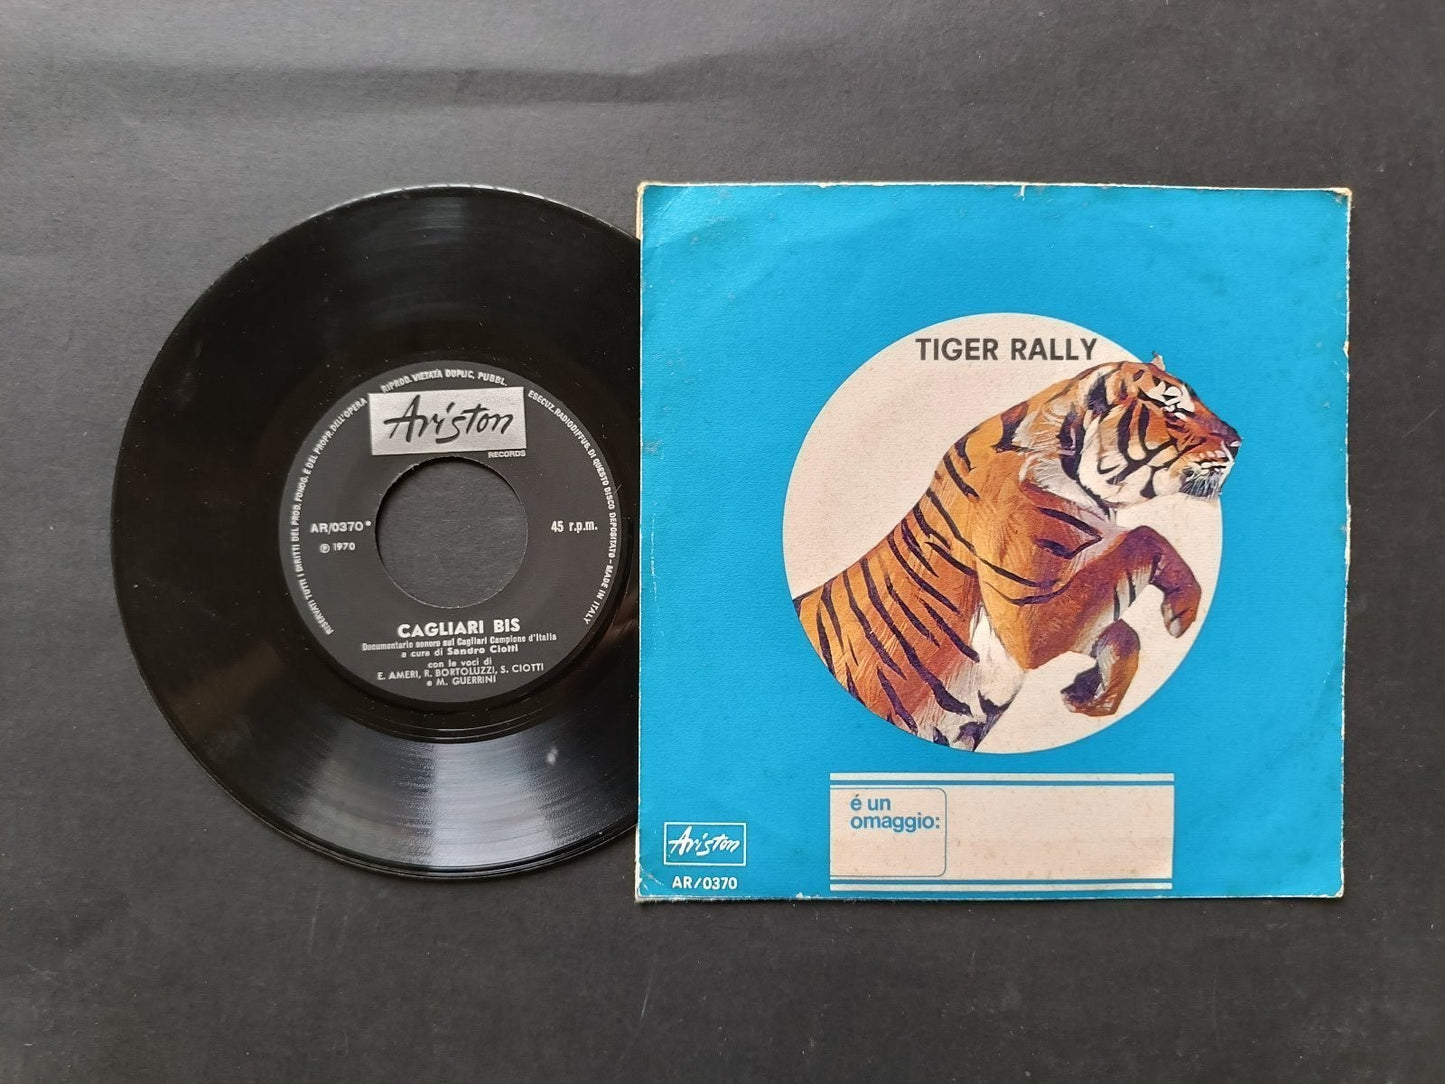 RISERVATI TUTTI I DIRITTI DEL PROD. FONOG. E DEL PROPR. DELL'OPERA
RIPROD. VIETATA DUPLIC. PUBBL.
ESECUZ. RADIODIFFUS. DI QUESTO DISCO DEPOSITATO - MADE IN ITALY
Ariston
RECORDS
AR/0370*
℗ 1970
45 r.p.m.
CAGLIARI BIS
Documentario sonoro sul Cagliari Campione d'Italia
a cura di Sandro Ciotti
con le voci di
E. AMERI, R. BORTOLUZZI, S. CIOTTI
e M. GUERRINI
TIGER RALLY
é un
omaggio:
Ariston
AR/0370